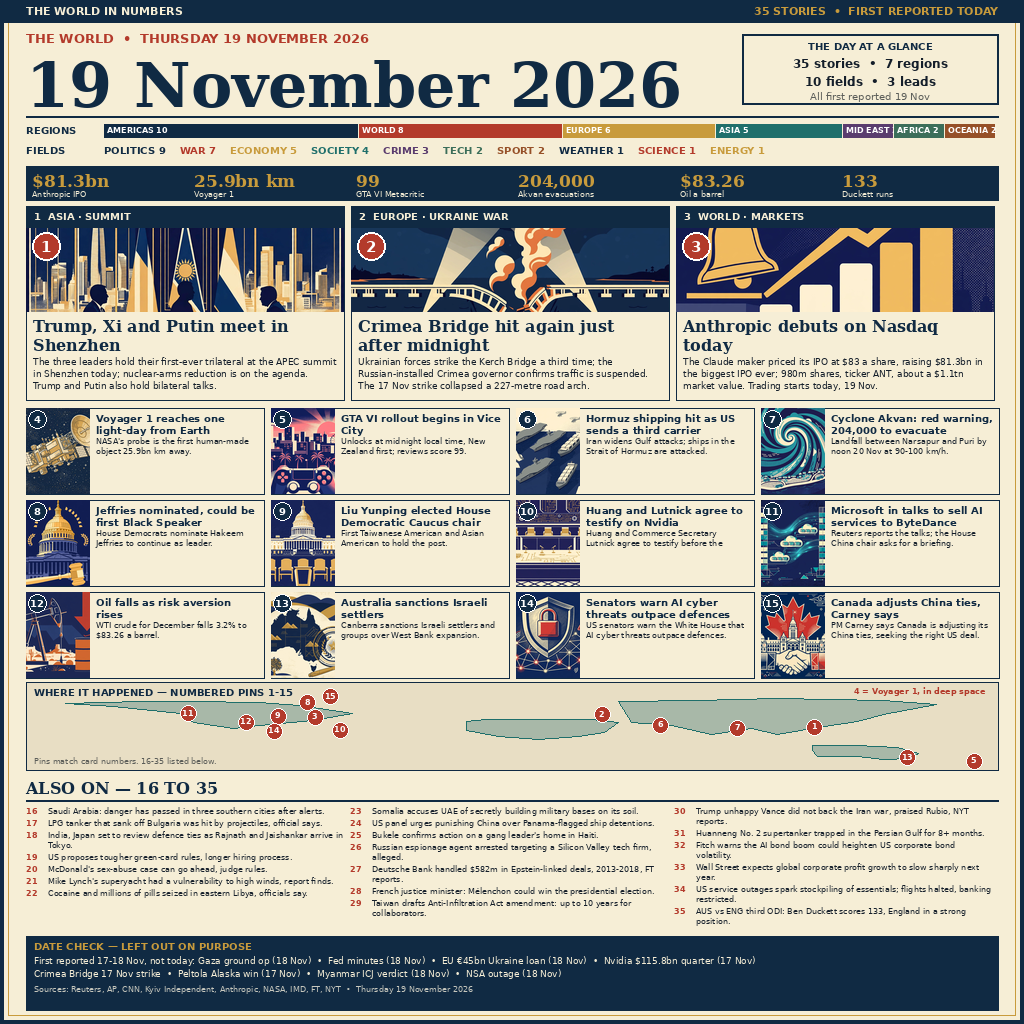 THE WORLD IN NUMBERS
35 STORIES • FIRST REPORTED TODAY
THE WORLD • THURSDAY 19 NOVEMBER 2026
19 November 2026
THE DAY AT A GLANCE
35 stories • 7 regions
10 fields • 3 leads
All first reported 19 Nov
REGIONS
AMERICAS 10
WORLD 8
EUROPE 6
ASIA 5
MID EAST
AFRICA 2
OCEANIA 2
FIELDS
POLITICS 9 WAR 7 ECONOMY 5 SOCIETY 4 CRIME 3 TECH 2 SPORT 2 WEATHER 1 SCIENCE 1 ENERGY 1
$81.3bn
Anthropic IPO
25.9bn km
Voyager 1
99
GTA VI Metacritic
204,000
Akvan evacuations
$83.26
Oil a barrel
133
Duckett runs
1 ASIA · SUMMIT
1
Trump, Xi and Putin meet in
Shenzhen
The three leaders hold their first-ever trilateral at the APEC summit
in Shenzhen today; nuclear-arms reduction is on the agenda.
Trump and Putin also hold bilateral talks.
2 EUROPE · UKRAINE WAR
2
Crimea Bridge hit again just
after midnight
Ukrainian forces strike the Kerch Bridge a third time; the
Russian-installed Crimea governor confirms traffic is suspended.
The 17 Nov strike collapsed a 227-metre road arch.
3 WORLD · MARKETS
3
Anthropic debuts on Nasdaq
today
The Claude maker priced its IPO at $83 a share, raising $81.3bn in
the biggest IPO ever; 980m shares, ticker ANT, about a $1.1tn
market value. Trading starts today, 19 Nov.
4
Voyager 1 reaches one
light-day from Earth
NASA's probe is the first human-made
object 25.9bn km away.
5
GTA VI rollout begins in Vice
City
Unlocks at midnight local time, New
Zealand first; reviews score 99.
6
Hormuz shipping hit as US
sends a third carrier
Iran widens Gulf attacks; ships in the
Strait of Hormuz are attacked.
7
Cyclone Akvan: red warning,
204,000 to evacuate
Landfall between Narsapur and Puri by
noon 20 Nov at 90-100 km/h.
8
Jeffries nominated, could be
first Black Speaker
House Democrats nominate Hakeem
Jeffries to continue as leader.
9
Liu Yunping elected House
Democratic Caucus chair
First Taiwanese American and Asian
American to hold the post.
10
Huang and Lutnick agree to
testify on Nvidia
Huang and Commerce Secretary
Lutnick agree to testify before the
11
Microsoft in talks to sell AI
services to ByteDance
Reuters reports the talks; the House
China chair asks for a briefing.
12
Oil falls as risk aversion
rises
WTI crude for December falls 3.2% to
$83.26 a barrel.
13
Australia sanctions Israeli
settlers
Canberra sanctions Israeli settlers and
groups over West Bank expansion.
14
Senators warn AI cyber
threats outpace defences
US senators warn the White House that
AI cyber threats outpace defences.
15
Canada adjusts China ties,
Carney says
PM Carney says Canada is adjusting its
China ties, seeking the right US deal.
WHERE IT HAPPENED — NUMBERED PINS 1-15
4 = Voyager 1, in deep space
11
12
9
14
8
3
15
10
2
6
7
1
13
5
Pins match card numbers. 16-35 listed below.
ALSO ON — 16 TO 35
16 Saudi Arabia: danger has passed in three southern cities after alerts.
17 LPG tanker that sank off Bulgaria was hit by projectiles, official says.
18 India, Japan set to review defence ties as Rajnath and Jaishankar arrive in
Tokyo.
19 US proposes tougher green-card rules, longer hiring process.
20 McDonald's sex-abuse case can go ahead, judge rules.
21 Mike Lynch's superyacht had a vulnerability to high winds, report finds.
22 Cocaine and millions of pills seized in eastern Libya, officials say.
23 Somalia accuses UAE of secretly building military bases on its soil.
24 US panel urges punishing China over Panama-flagged ship detentions.
25 Bukele confirms action on a gang leader's home in Haiti.
26 Russian espionage agent arrested targeting a Silicon Valley tech firm,
alleged.
27 Deutsche Bank handled $582m in Epstein-linked deals, 2013-2018, FT
reports.
28 French justice minister: Mélenchon could win the presidential election.
29 Taiwan drafts Anti-Infiltration Act amendment: up to 10 years for
collaborators.
30 Trump unhappy Vance did not back the Iran war, praised Rubio, NYT
reports.
31 Huanneng No. 2 supertanker trapped in the Persian Gulf for 8+ months.
32 Fitch warns the AI bond boom could heighten US corporate bond
volatility.
33 Wall Street expects global corporate profit growth to slow sharply next
year.
34 US service outages spark stockpiling of essentials; flights halted, banking
restricted.
35 AUS vs ENG third ODI: Ben Duckett scores 133, England in a strong
position.
DATE CHECK — LEFT OUT ON PURPOSE
First reported 17-18 Nov, not today: Gaza ground op (18 Nov) • Fed minutes (18 Nov) • EU €45bn Ukraine loan (18 Nov) • Nvidia $115.8bn quarter (17 Nov)
Crimea Bridge 17 Nov strike • Peltola Alaska win (17 Nov) • Myanmar ICJ verdict (18 Nov) • NSA outage (18 Nov)
Sources: Reuters, AP, CNN, Kyiv Independent, Anthropic, NASA, IMD, FT, NYT • Thursday 19 November 2026